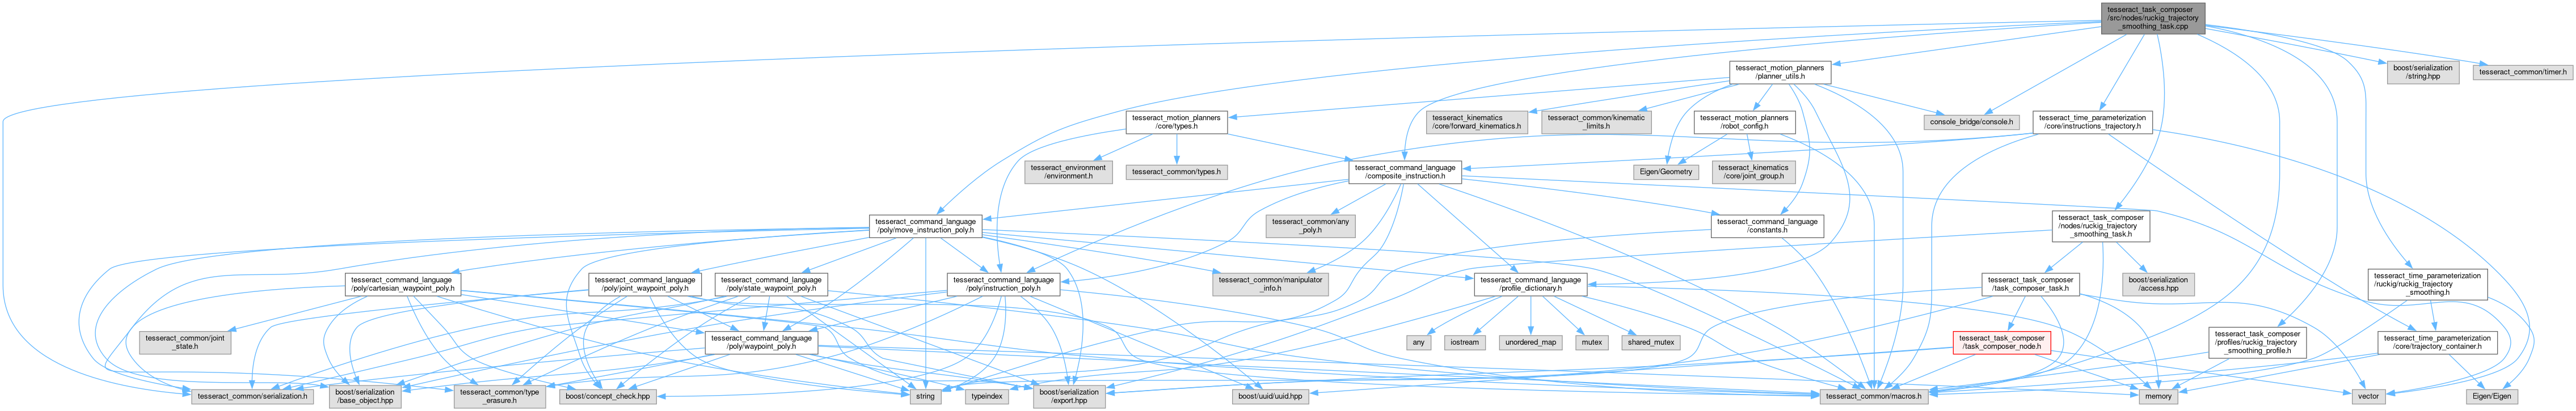 tesseract_task_composer
/src/nodes/ruckig_trajectory
_smoothing_task.cpp
tesseract_motion_planners
/planner_utils.h
boost/serialization
/string.hpp
tesseract_common/timer.h
tesseract_motion_planners
/core/types.h
tesseract_kinematics
/core/forward_kinematics.h
tesseract_common/kinematic
_limits.h
tesseract_motion_planners
/robot_config.h
console_bridge/console.h
tesseract_time_parameterization
/core/instructions_trajectory.h
tesseract_environment
/environment.h
tesseract_common/types.h
tesseract_command_language
/composite_instruction.h
Eigen/Geometry
tesseract_kinematics
/core/joint_group.h
tesseract_command_language
/poly/move_instruction_poly.h
tesseract_common/any
_poly.h
tesseract_command_language
/constants.h
tesseract_task_composer
/nodes/ruckig_trajectory
_smoothing_task.h
tesseract_command_language
/poly/cartesian_waypoint_poly.h
tesseract_command_language
/poly/joint_waypoint_poly.h
tesseract_command_language
/poly/state_waypoint_poly.h
tesseract_command_language
/poly/instruction_poly.h
tesseract_common/manipulator
_info.h
tesseract_command_language
/profile_dictionary.h
tesseract_task_composer
/task_composer_task.h
boost/serialization
/access.hpp
tesseract_time_parameterization
/ruckig/ruckig_trajectory
_smoothing.h
tesseract_common/joint
_state.h
tesseract_command_language
/poly/waypoint_poly.h
any
iostream
unordered_map
mutex
shared_mutex
tesseract_task_composer
/task_composer_node.h
tesseract_task_composer
/profiles/ruckig_trajectory
_smoothing_profile.h
tesseract_time_parameterization
/core/trajectory_container.h
tesseract_common/serialization.h
boost/serialization
/base_object.hpp
tesseract_common/type
_erasure.h
boost/concept_check.hpp
string
typeindex
boost/serialization
/export.hpp
boost/uuid/uuid.hpp
tesseract_common/macros.h
memory
vector
Eigen/Eigen